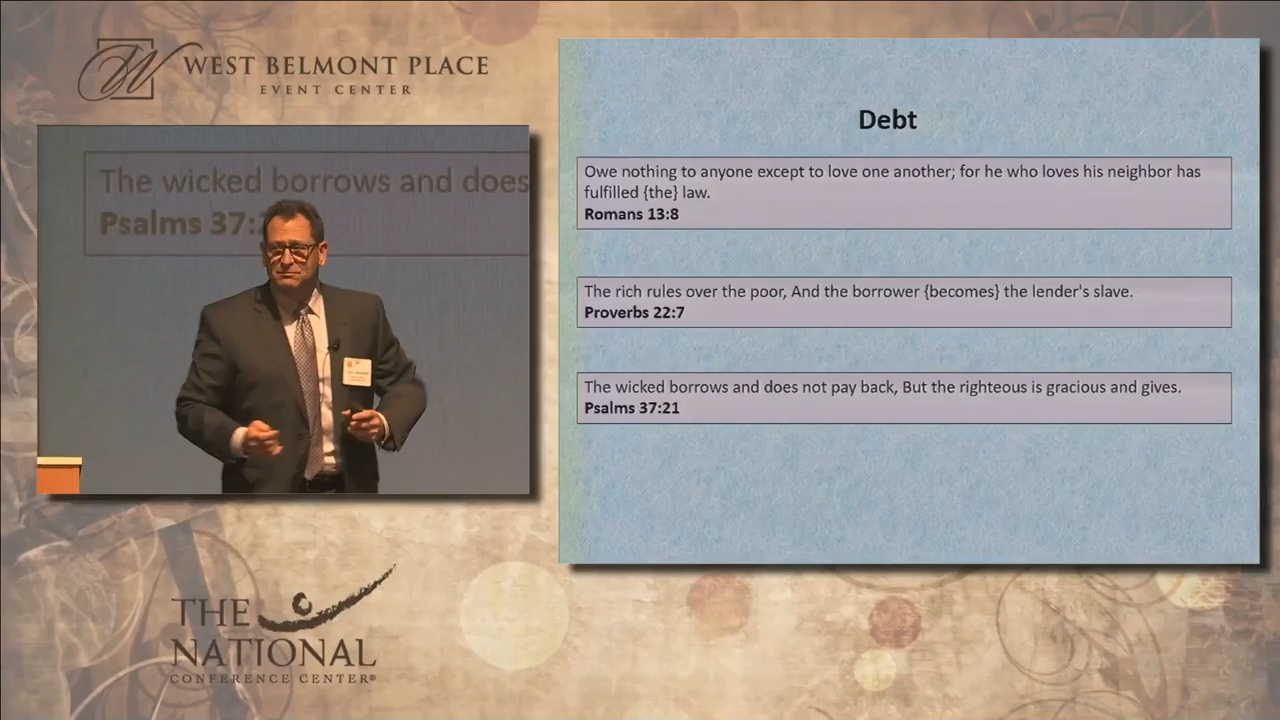 WEST BELMONT PLACE
EVENT CENTER
The wicked borrows and does
Psalms 37:
Debt
Owe nothing to anyone except to love one another; for he who loves his neighbor has
fulfilled {the} law.
Romans 13:8
The rich rules over the poor, And the borrower {becomes} the lender's slave.
Proverbs 22:7
The wicked borrows and does not pay back, But the righteous is gracious and gives.
Psalms 37:21
THE
NATIONAL
CONFERENCE CENTER®